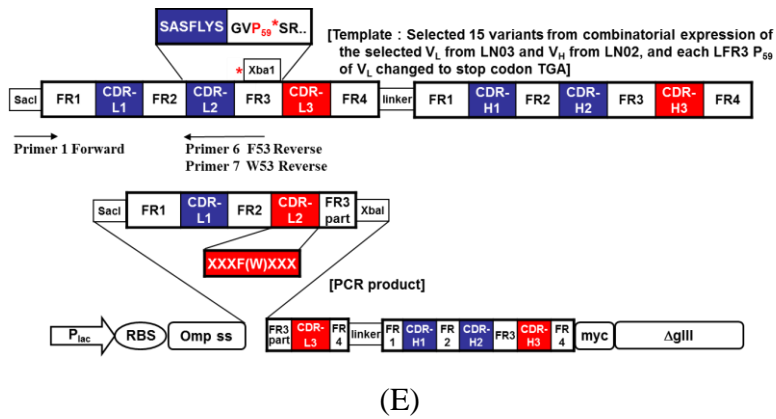 SASFLYS GVP59*SR..
[Template : Selected 15 variants from combinatorial expression of
the selected VL from LN03 and VH from LN02, and each LFR3 P59
of VL changed to stop codon TGA]
* Xba1
SacI FR1 CDR-L1 FR2 CDR-L2 FR3 CDR-L3 FR4 linker FR1 CDR-H1 FR2 CDR-H2 FR3 CDR-H3 FR4
Primer 1 Forward Primer 6 F53 Reverse
Primer 7 W53 Reverse
SacI FR1 CDR-L1 FR2 CDR-L2 FR3 part XbaI
XXXF(W)XXX
[PCR product]
Plac RBS Omp ss FR3 part CDR-L3 FR 4 linker FR 1 CDR-H1 FR 2 CDR-H2 FR3 CDR-H3 FR 4 myc ΔgIII
(E)